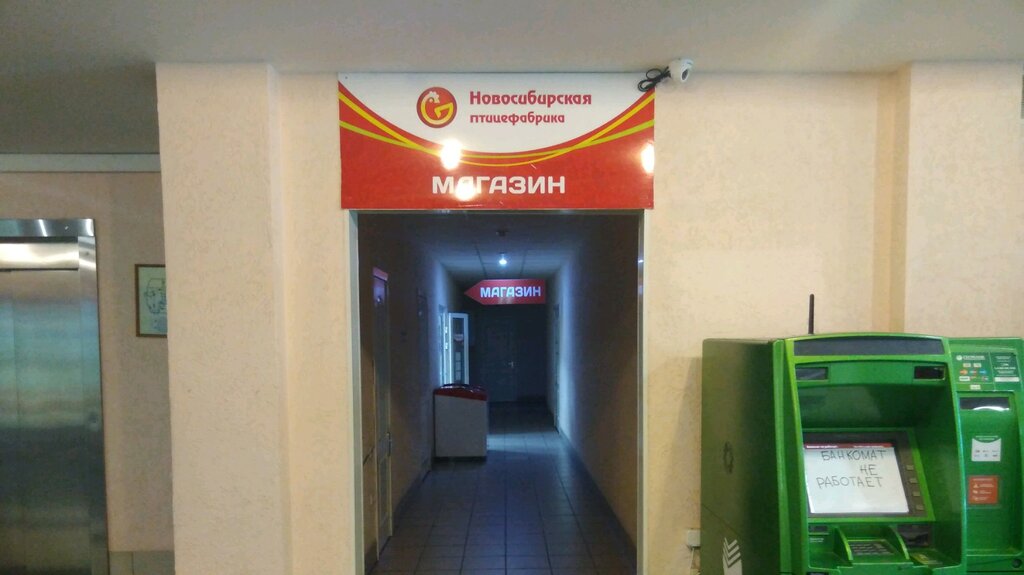 Новосибирская
птицефабрика
МАГАЗИН
МАГАЗИН
БАНКОМАТ
НЕ
РАБОТАЕТ